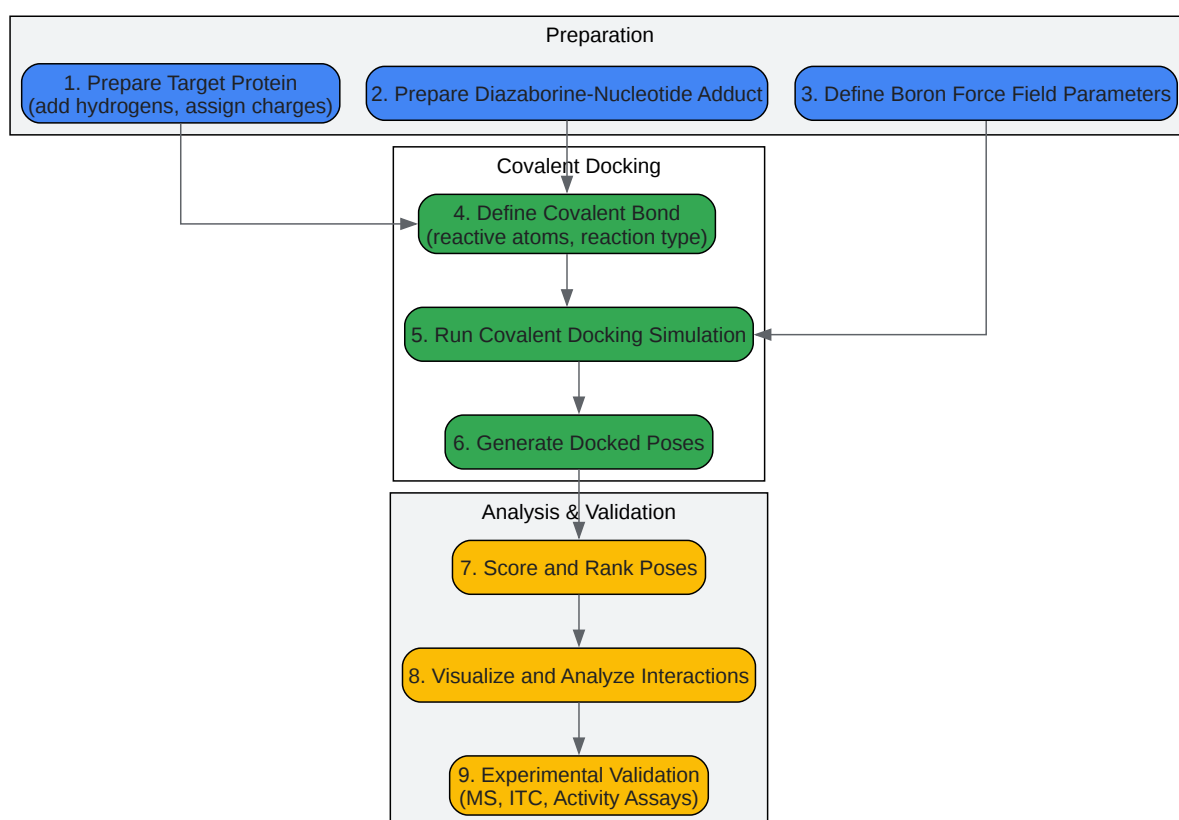 Preparation
1. Prepare Target Protein
(add hydrogens, assign charges)
2. Prepare Diazaborine-Nucleotide Adduct
3. Define Boron Force Field Parameters
Covalent Docking
4. Define Covalent Bond
(reactive atoms, reaction type)
5. Run Covalent Docking Simulation
6. Generate Docked Poses
Analysis & Validation
7. Score and Rank Poses
8. Visualize and Analyze Interactions
9. Experimental Validation
(MS, ITC, Activity Assays)